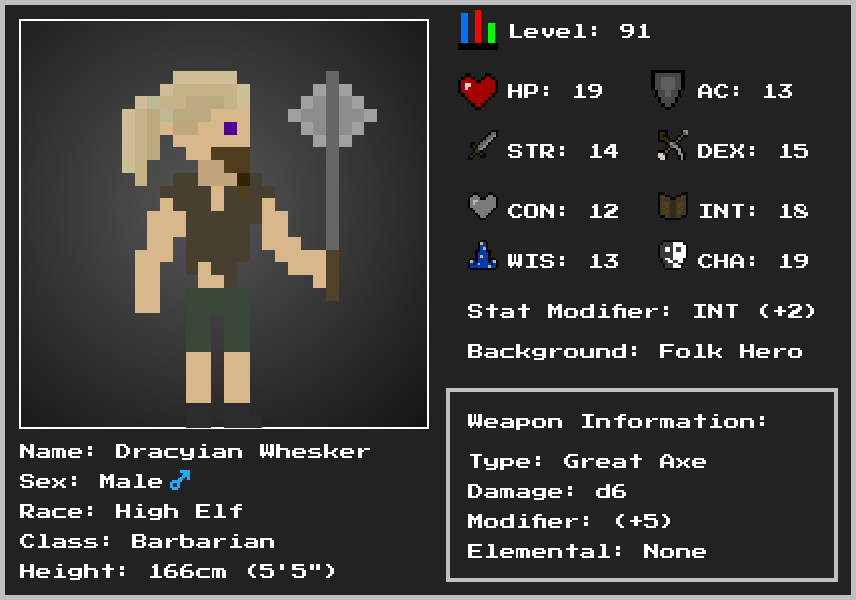 Level: 91
HP: 19 AC: 13
STR: 14 DEX: 15
CON: 12 INT: 18
WIS: 13 CHA: 19
Stat Modifier: INT (+2)
Background: Folk Hero
Weapon Information:
Type: Great Axe
Damage: d6
Modifier: (+5)
Elemental: None
Name: Dracyian Whesker
Sex: Male♂
Race: High Elf
Class: Barbarian
Height: 166cm (5'5")